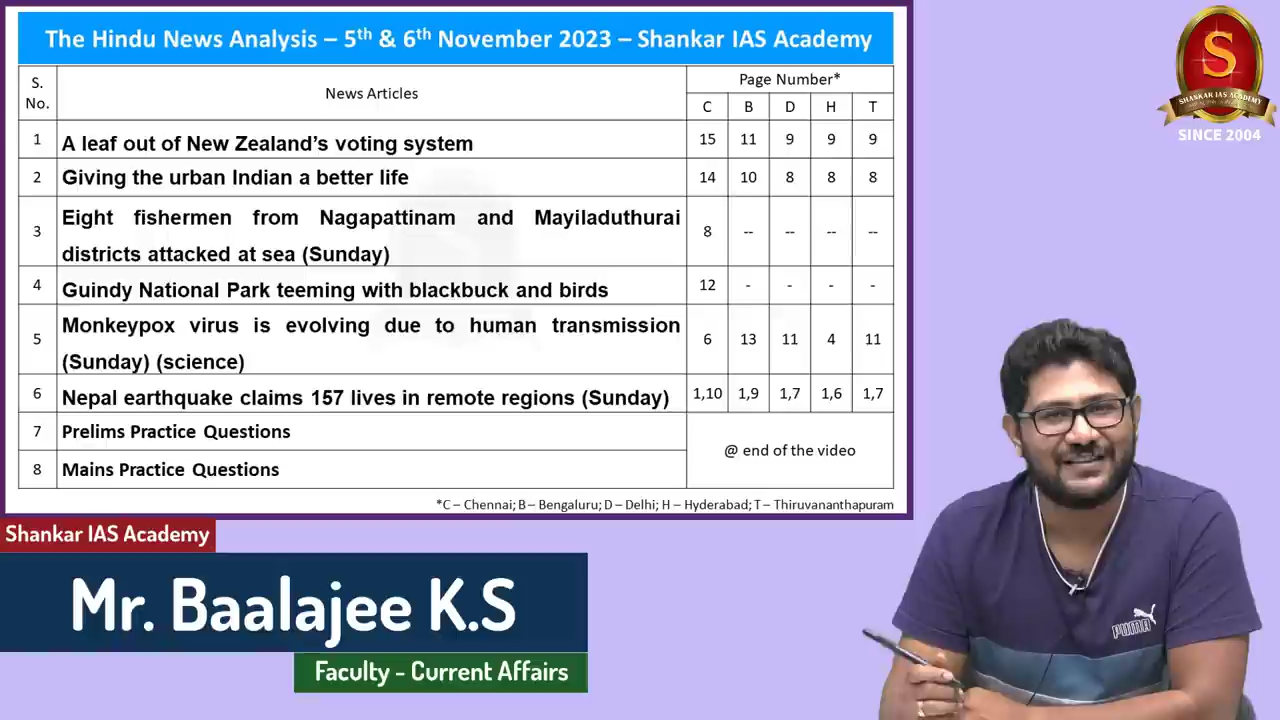 The Hindu News Analysis – 5th & 6th November 2023 – Shankar IAS Academy
S. No. News Articles Page Number*
C B D H T
1 A leaf out of New Zealand's voting system 15 11 9 9 9
2 Giving the urban Indian a better life 14 10 8 8 8
3 Eight fishermen from Nagapattinam and Mayiladuthurai
districts attacked at sea (Sunday) 8 -- -- -- --
4 Guindy National Park teeming with blackbuck and birds 12 - - - -
5 Monkeypox virus is evolving due to human transmission
(Sunday) (science) 6 13 11 4 11
6 Nepal earthquake claims 157 lives in remote regions (Sunday) 1,10 1,9 1,7 1,6 1,7
7 Prelims Practice Questions
@ end of the video
8 Mains Practice Questions
*C – Chennai; B – Bengaluru; D – Delhi; H – Hyderabad; T – Thiruvananthapuram
S
SHANKAR IAS ACADEMY
SINCE 2004
Shankar IAS Academy
Mr. Baalajee K.S
Faculty - Current Affairs
PUMA